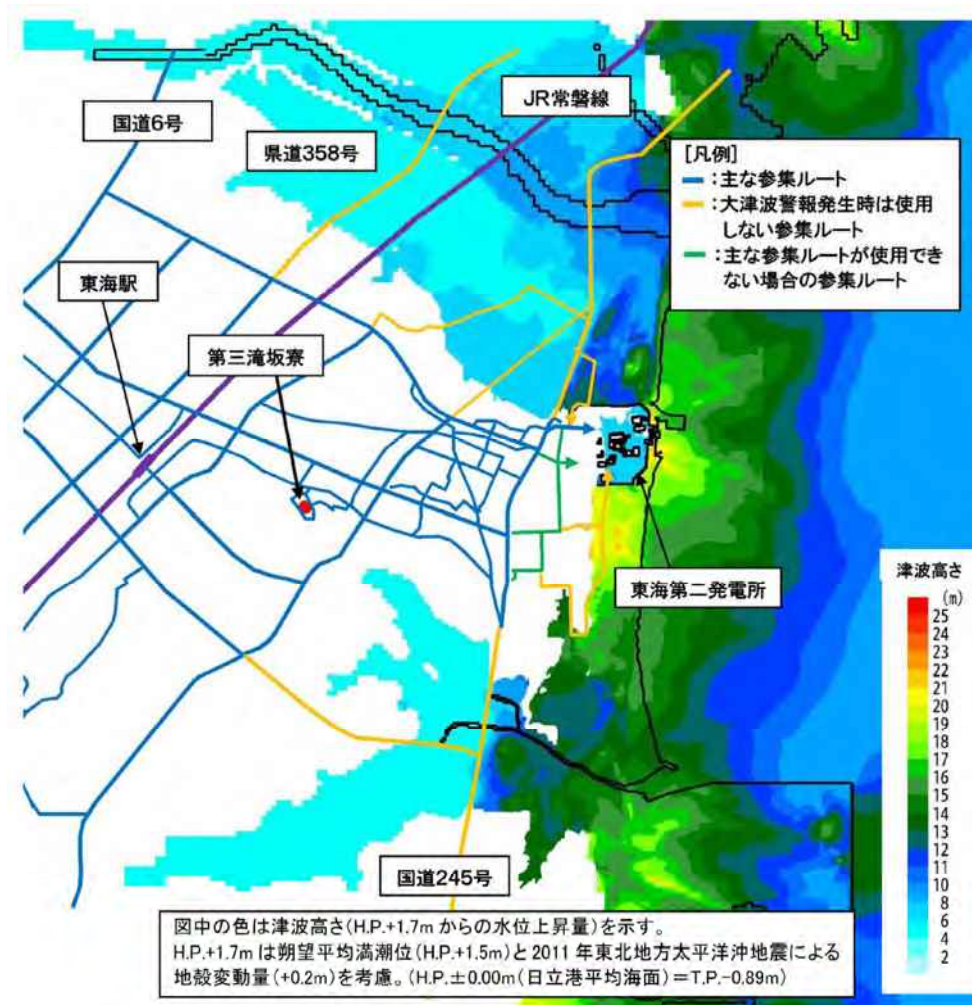 JR常磐線
国道6号
県道358号
[凡例]
:主な参集ルート
:大津波警報発生時は使用
しない参集ルート
:主な参集ルートが使用でき
ない場合の参集ルート
東海駅
第三滝坂寮
東海第二発電所
津波高さ
(m)
25
24
23
22
21
20
19
18
17
16
15
14
13
12
11
10
8
6
4
2
国道245号
図中の色は津波高さ(H.P.+1.7mからの水位上昇量)を示す。
H.P.+1.7mは朔望平均満潮位(H.P.+1.5m)と2011年東北地方太平洋沖地震による
地殻変動量(+0.2m)を考慮。(H.P.±0.00m(日立港平均海面)=T.P.-0.89m)